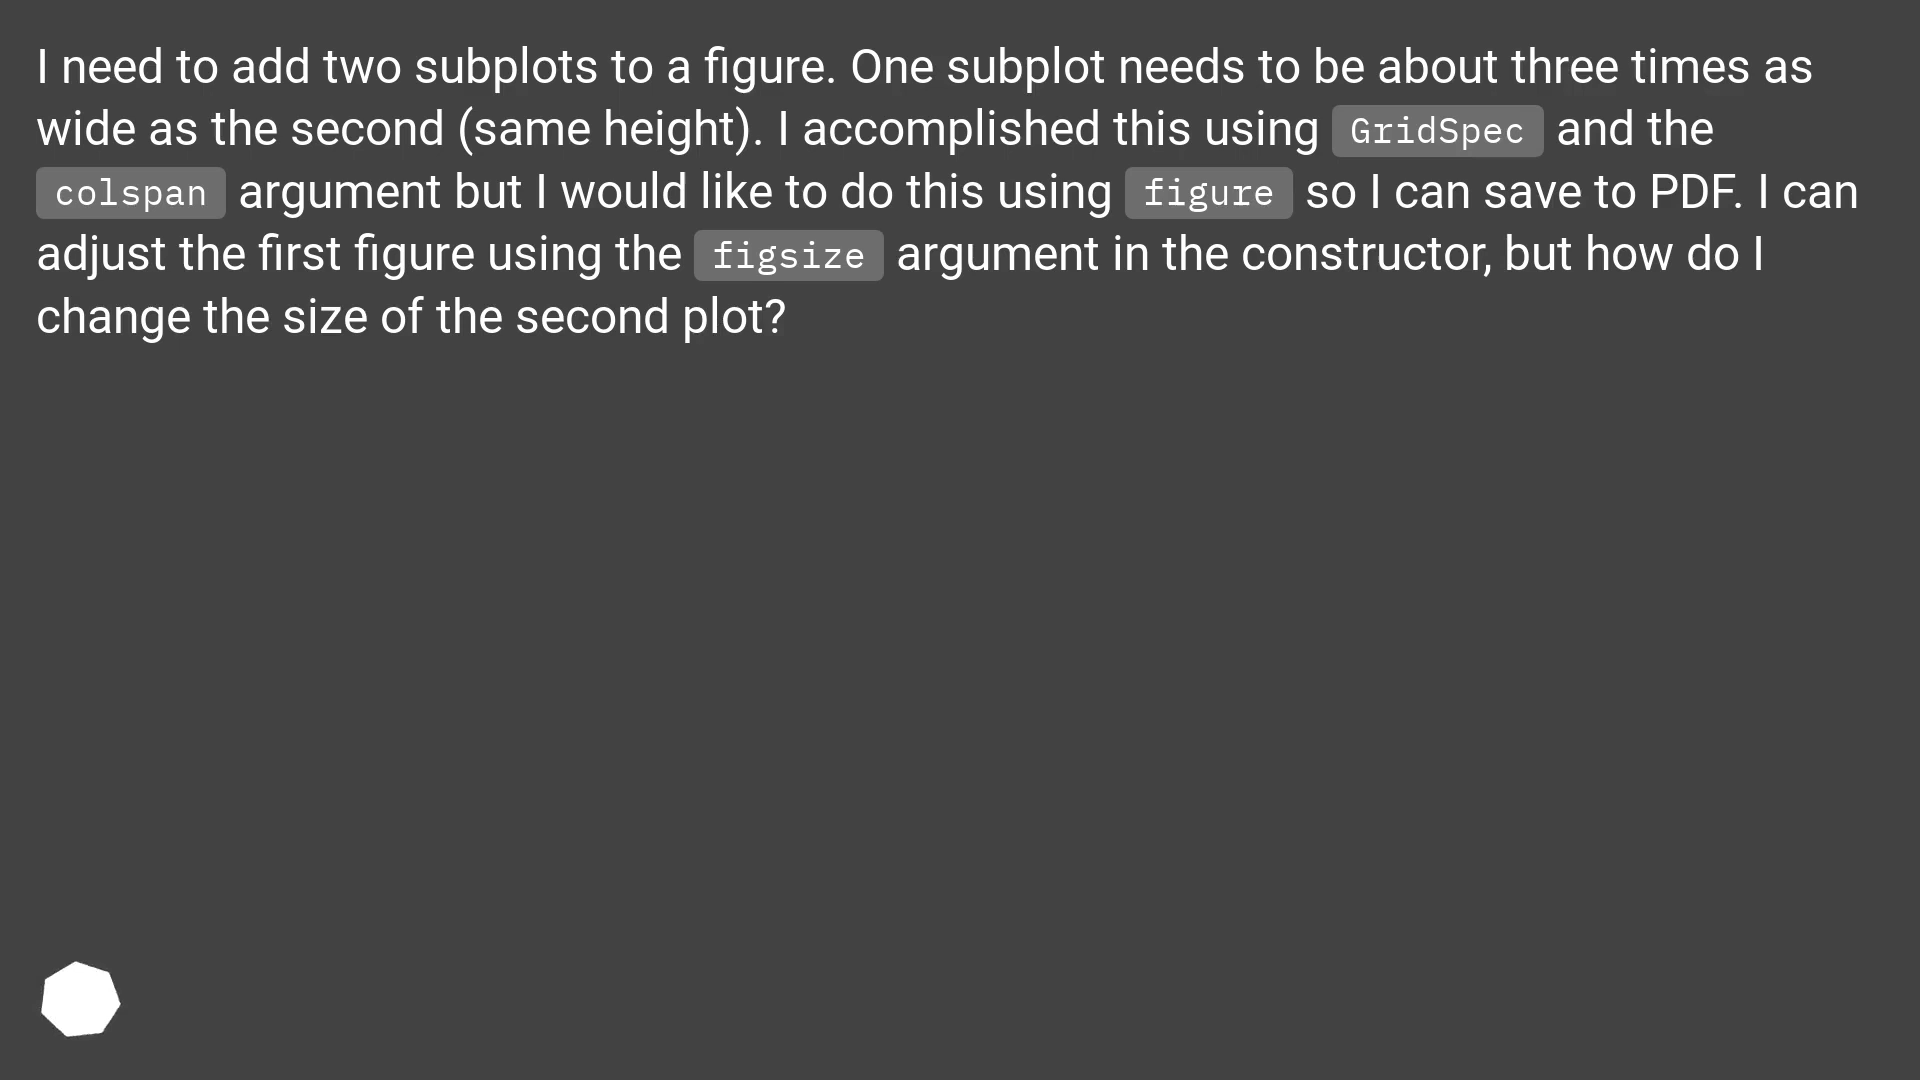 I need to add two subplots to a figure. One subplot needs to be about three times as
wide as the second (same height). I accomplished this using GridSpec and the
colspan argument but I would like to do this using figure so I can save to PDF. I can
adjust the first figure using the figsize argument in the constructor, but how do I
change the size of the second plot?